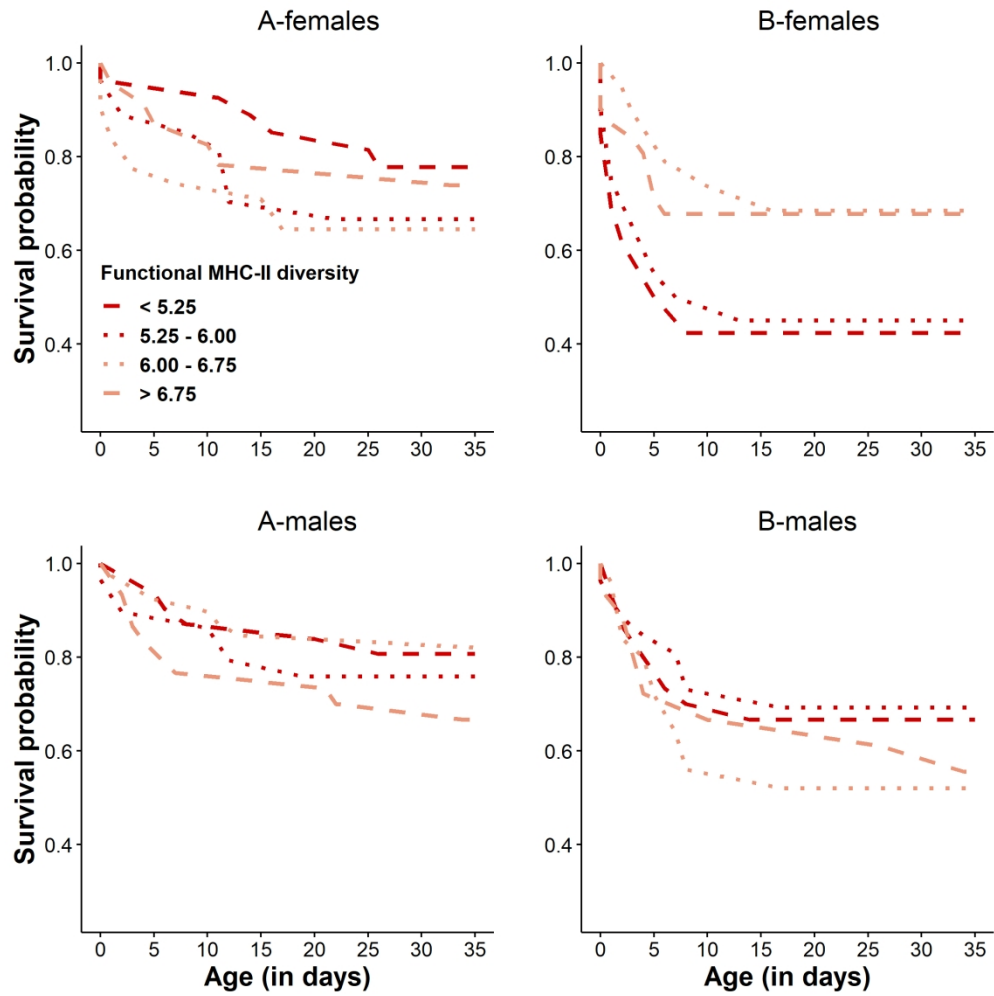 A-females
B-females
Survival probability
1.0
0.8
0.6
0.4
Functional MHC-II diversity
< 5.25
5.25 - 6.00
6.00 - 6.75
> 6.75
0 5 10 15 20 25 30 35
1.0
0.8
0.6
0.4
0 5 10 15 20 25 30 35
A-males
B-males
Survival probability
1.0
0.8
0.6
0.4
0 5 10 15 20 25 30 35
Age (in days)
1.0
0.8
0.6
0.4
0 5 10 15 20 25 30 35
Age (in days)